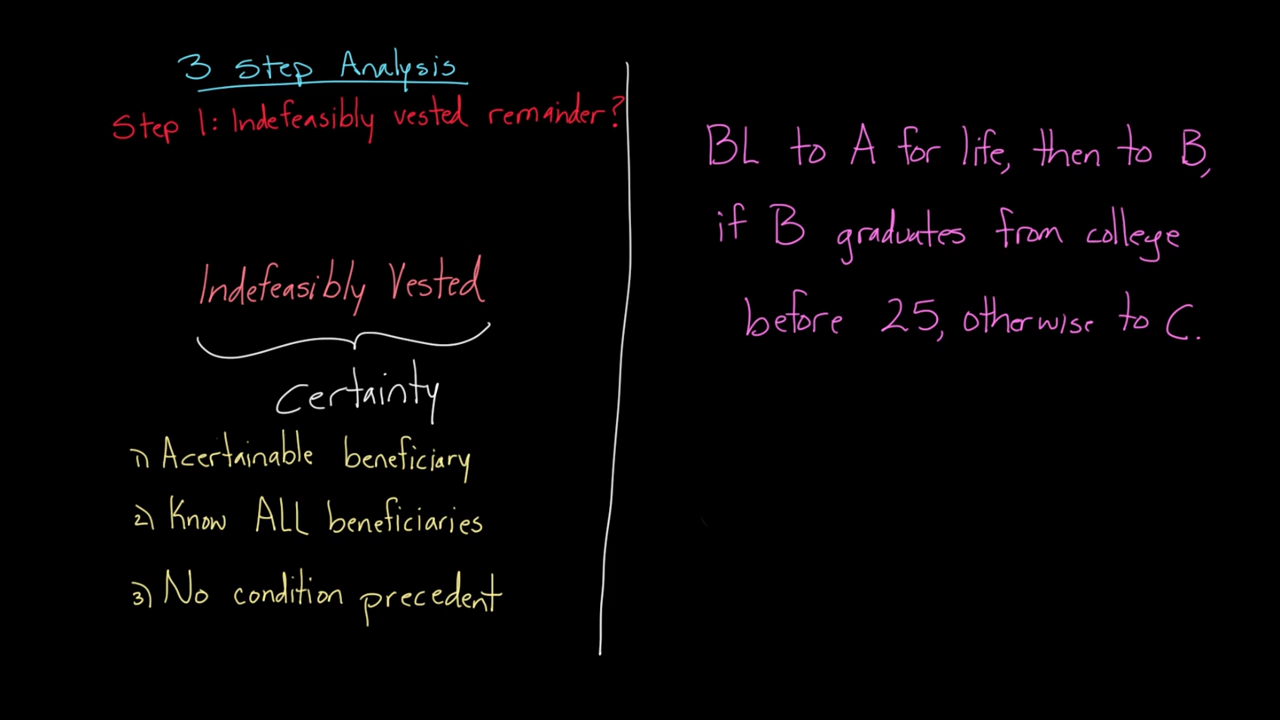 3 Step Analysis
Step 1: Indefeasibly vested remainder?
Indefeasibly Vested
Certainty
1) Acertainable beneficiary
2) Know ALL beneficiaries
3) No condition precedent
BL to A for life, then to B,
if B graduates from college
before 25, otherwise to C.